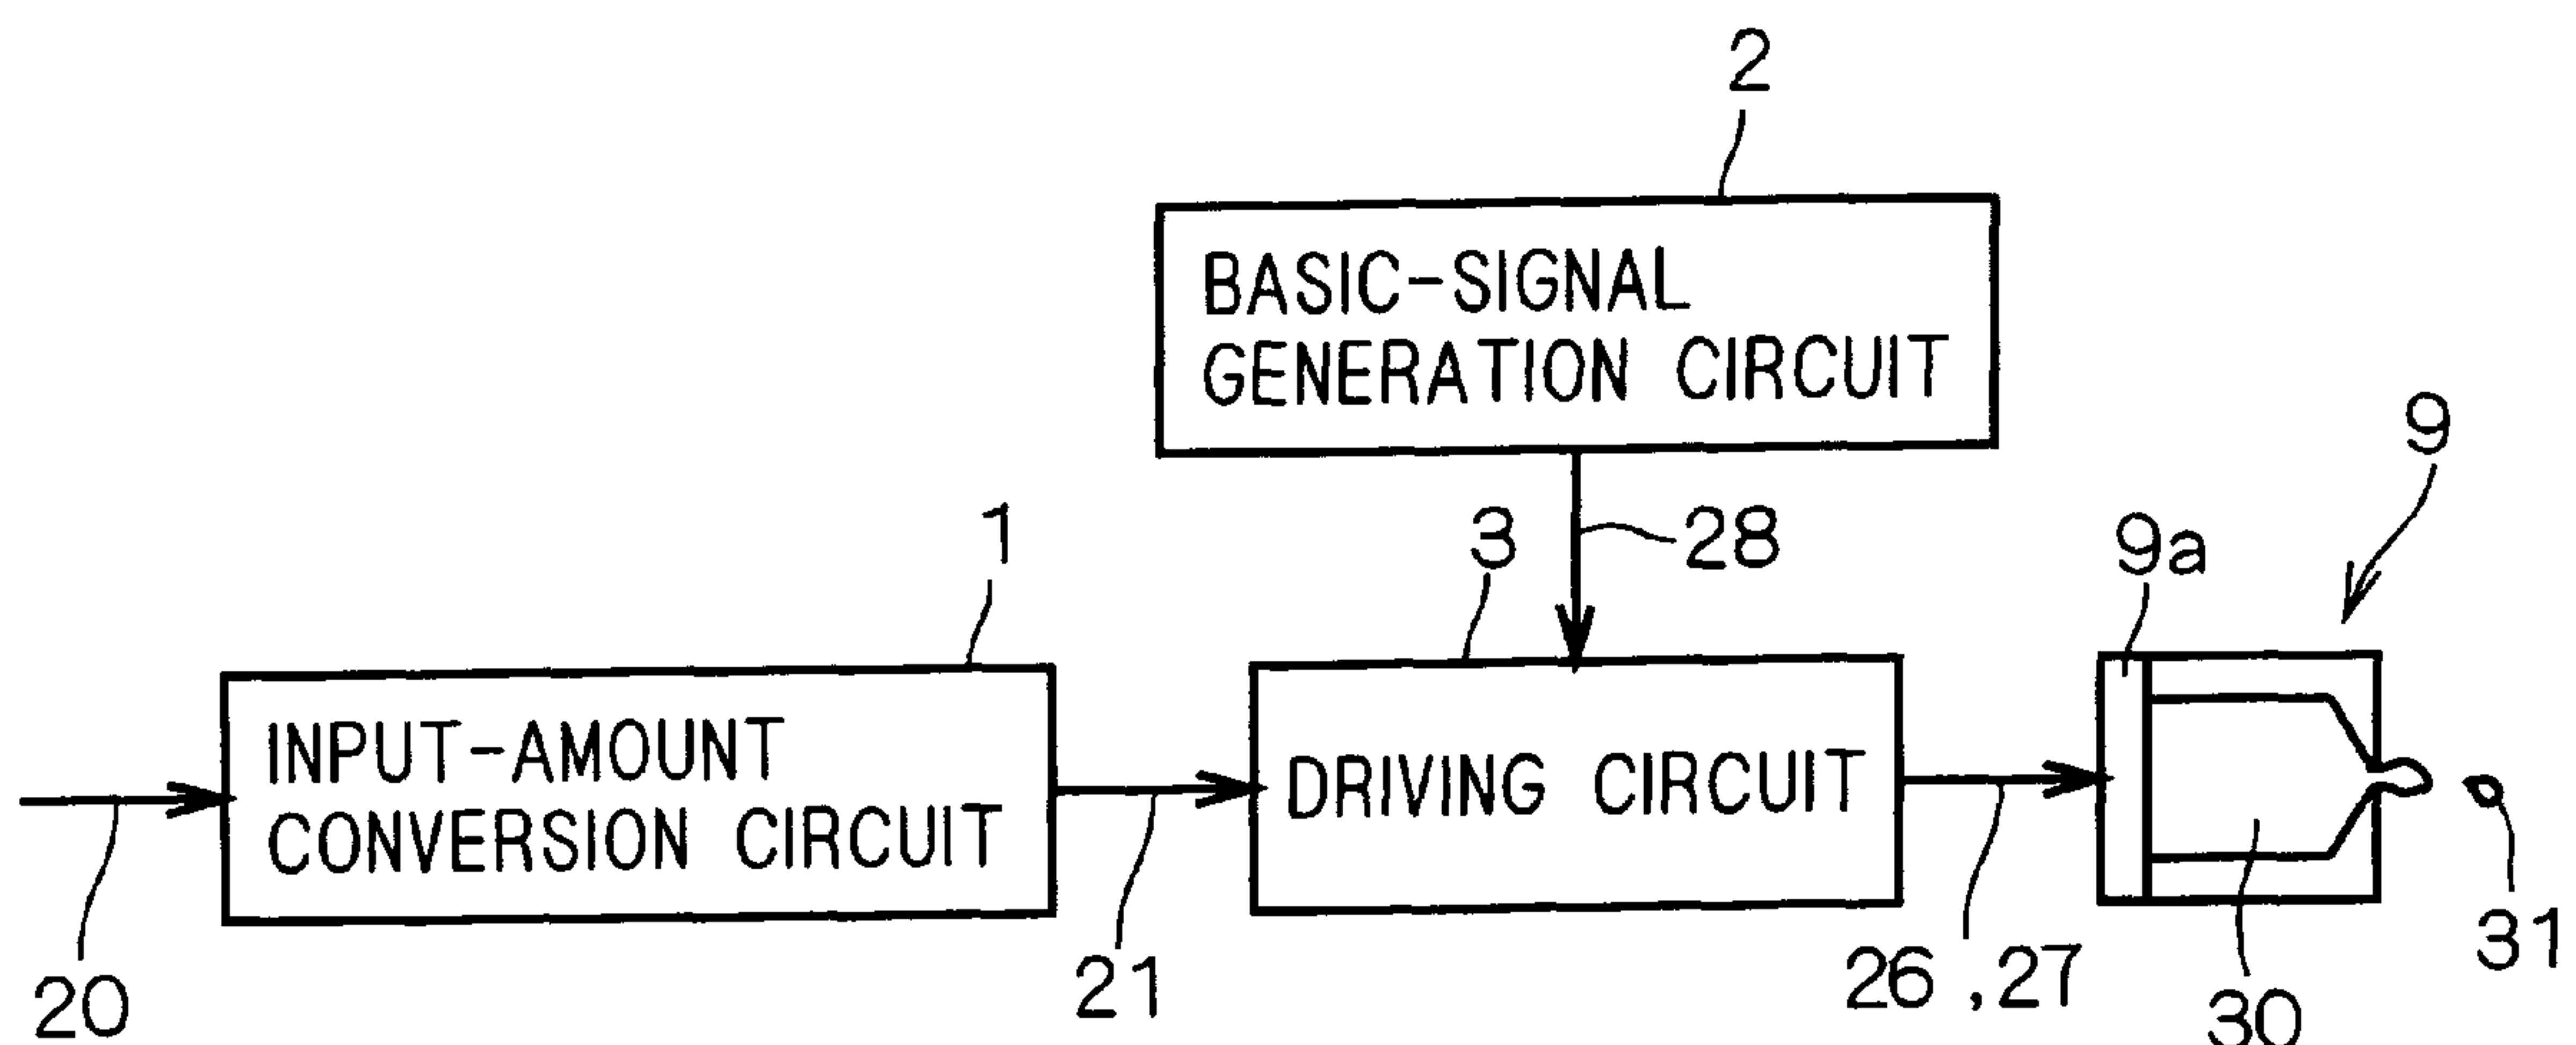 2
BASIC-SIGNAL
GENERATION CIRCUIT
9
1
3
28
9a
INPUT-AMOUNT
CONVERSION CIRCUIT
DRIVING CIRCUIT
20
21
26,27
30
31